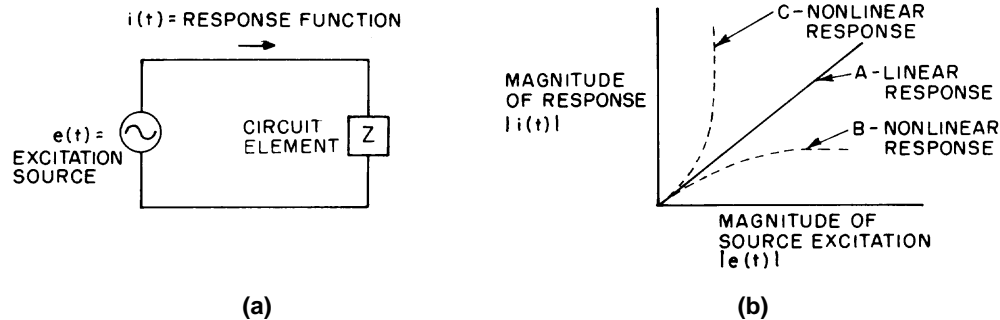 i(t) = RESPONSE FUNCTION
e(t) =
EXCITATION
SOURCE
CIRCUIT
ELEMENT
Z
(a)
MAGNITUDE
OF RESPONSE
|i(t)|
C-NONLINEAR
RESPONSE
A-LINEAR
RESPONSE
B-NONLINEAR
RESPONSE
MAGNITUDE OF
SOURCE EXCITATION
|e(t)|
(b)